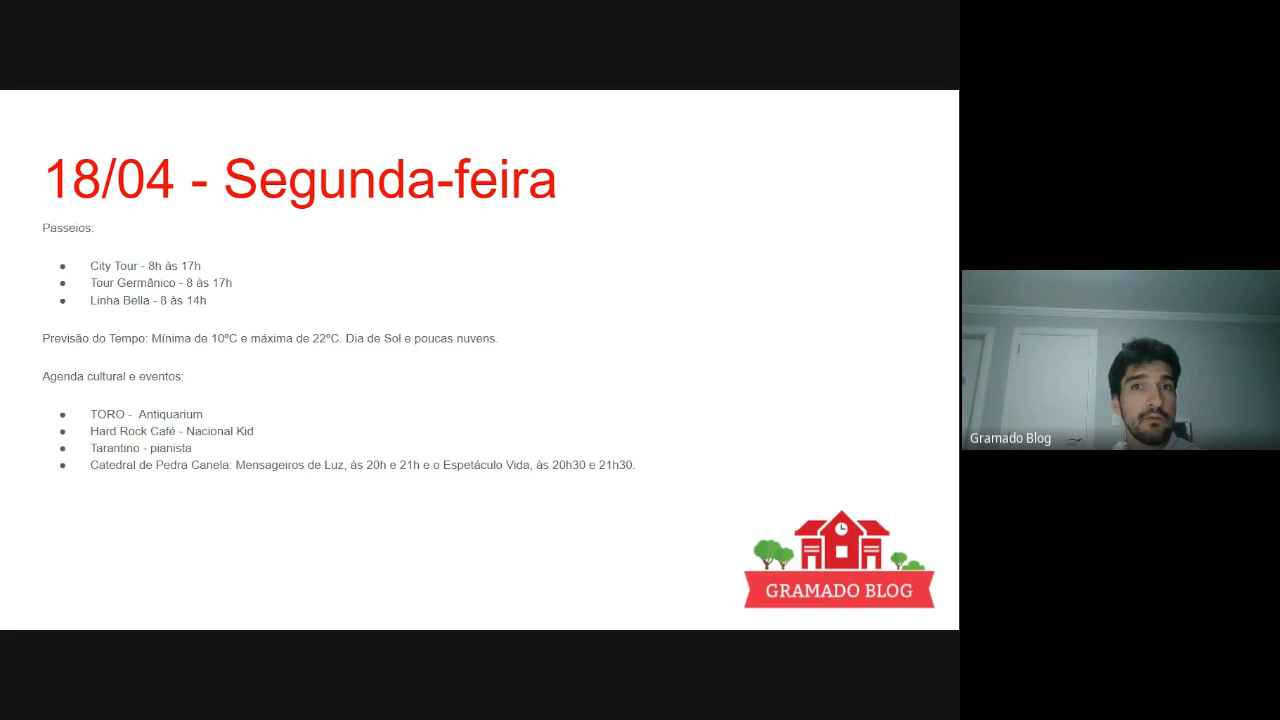 18/04 - Segunda-feira
Passeios:
● City Tour - 8h às 17h
● Tour Germânico - 8 às 17h
● Linha Bella - 8 às 14h
Previsão do Tempo: Mínima de 10ºC e máxima de 22ºC. Dia de Sol e poucas nuvens.
Agenda cultural e eventos:
● TORO - Antiquarium
● Hard Rock Café - Nacional Kid
● Tarantino - pianista
● Catedral de Pedra Canela: Mensageiros de Luz, às 20h e 21h e o Espetáculo Vida, às 20h30 e 21h30.
GRAMADO BLOG
Gramado Blog